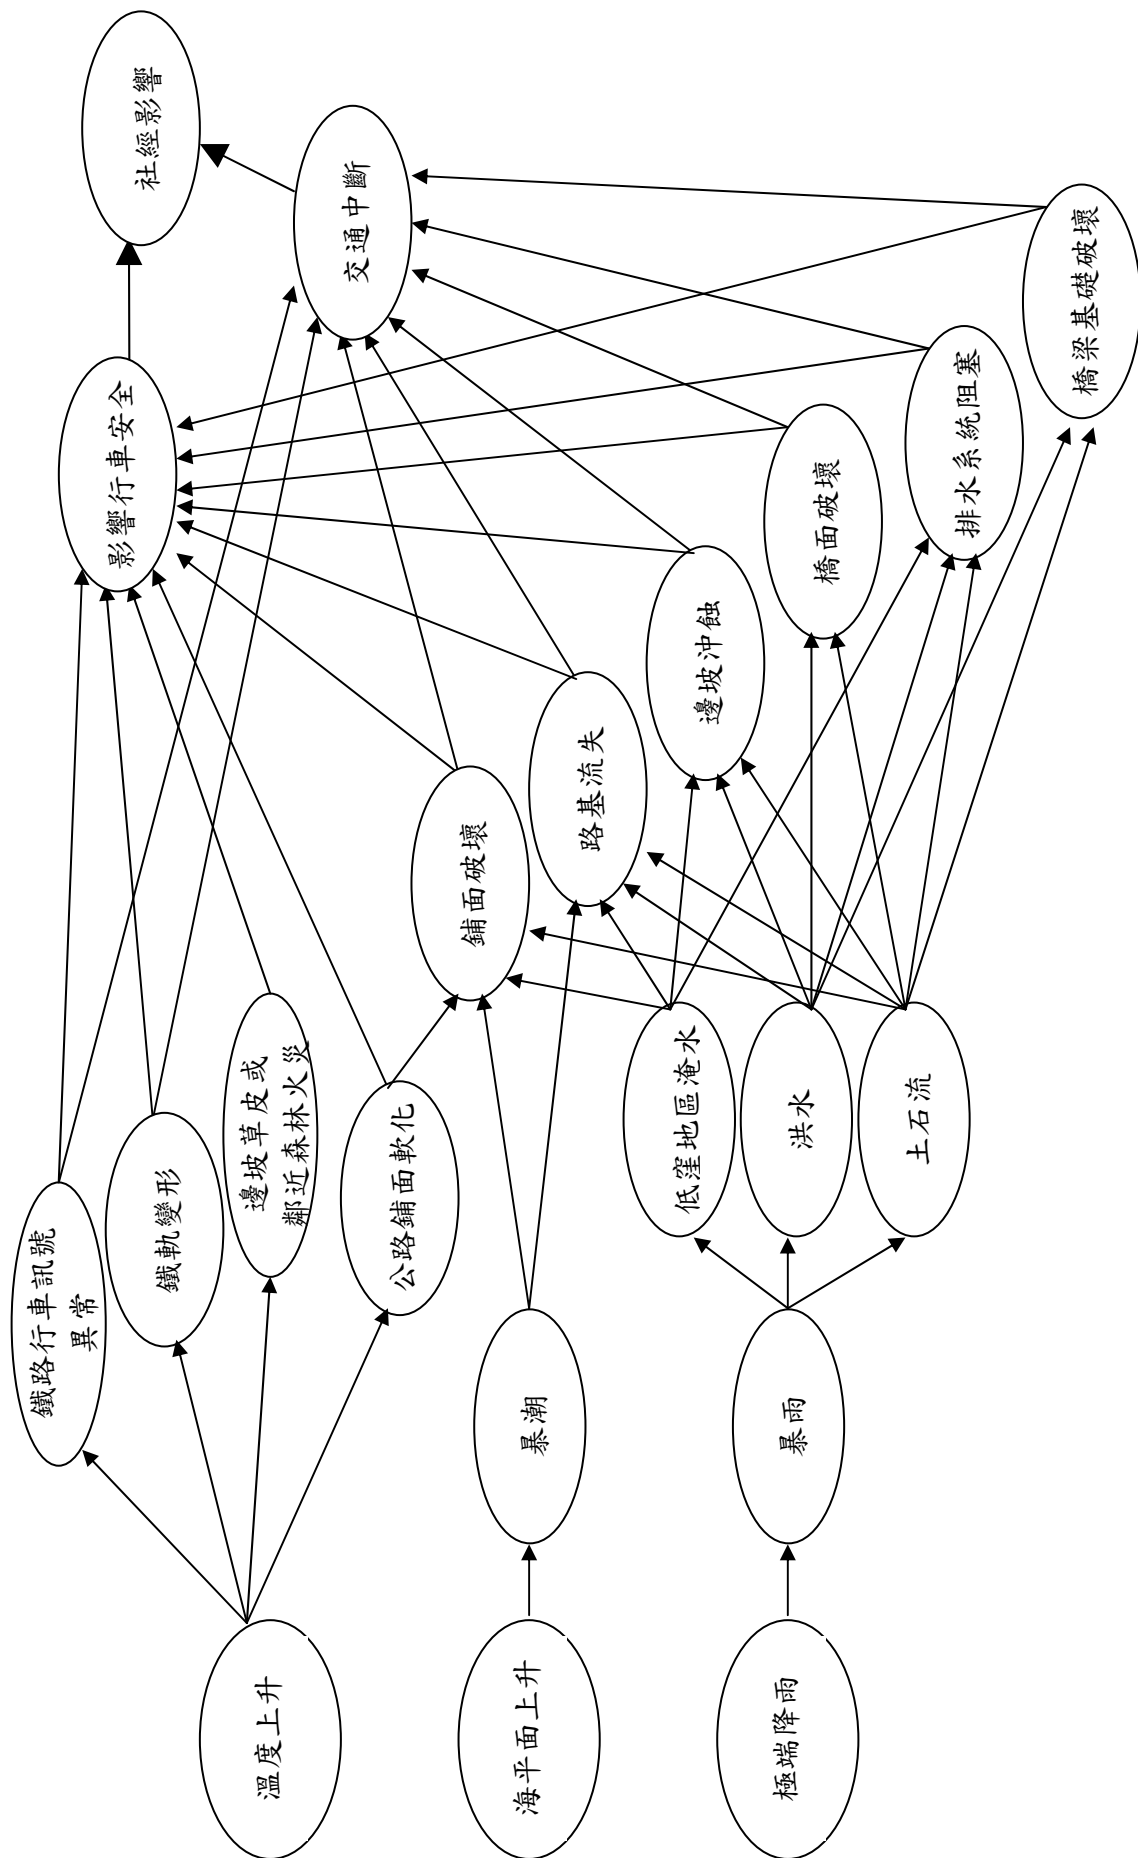 溫度上升
海平面上升
極端降雨
鐵路行車訊號
異常
鐵軌變形
邊坡草皮或
鄰近森林火災
公路鋪面軟化
暴潮
暴雨
低窪地區淹水
洪水
土石流
鋪面破壞
路基流失
邊坡沖蝕
橋面破壞
排水系統阻塞
橋梁基礎破壞
影響行車安全
交通中斷
社經影響